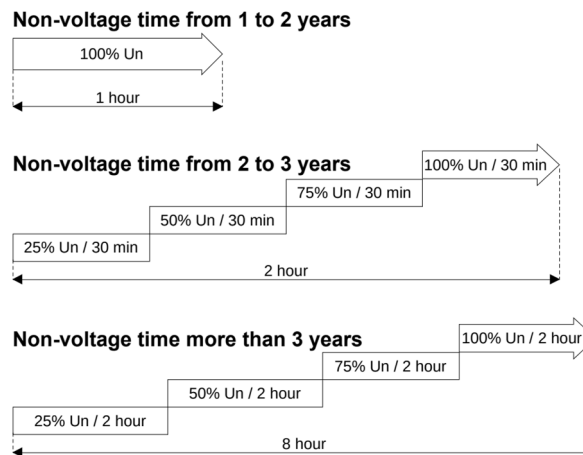 Non-voltage time from 1 to 2 years
100% Un
1 hour
Non-voltage time from 2 to 3 years
100% Un / 30 min
75% Un / 30 min
50% Un / 30 min
25% Un / 30 min
2 hour
Non-voltage time more than 3 years
100% Un / 2 hour
75% Un / 2 hour
50% Un / 2 hour
25% Un / 2 hour
8 hour